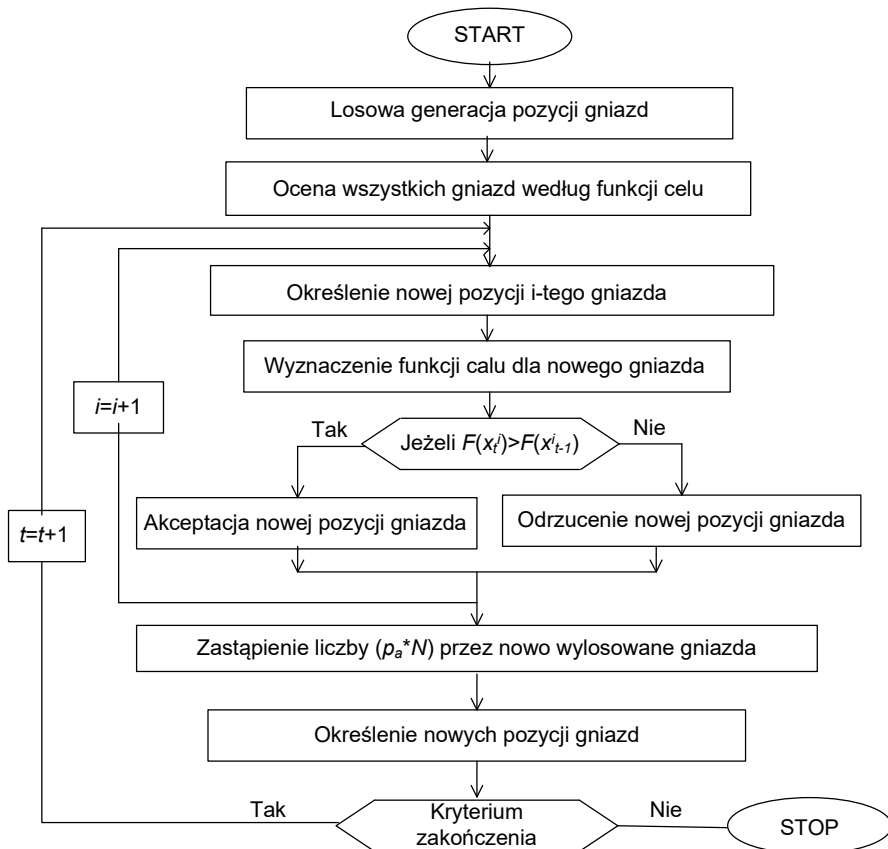 START
Losowa generacja pozycji gniazd
Ocena wszystkich gniazd według funkcji celu
Określenie nowej pozycji i-tego gniazda
Wyznaczenie funkcji calu dla nowego gniazda
i=i+1
Tak
Jeżeli F(x_t^i)>F(x^i_{t-1})
Nie
Akceptacja nowej pozycji gniazda
Odrzucenie nowej pozycji gniazda
t=t+1
Zastąpienie liczby (p_a*N) przez nowo wylosowane gniazda
Określenie nowych pozycji gniazd
Tak
Kryterium
zakończenia
Nie
STOP